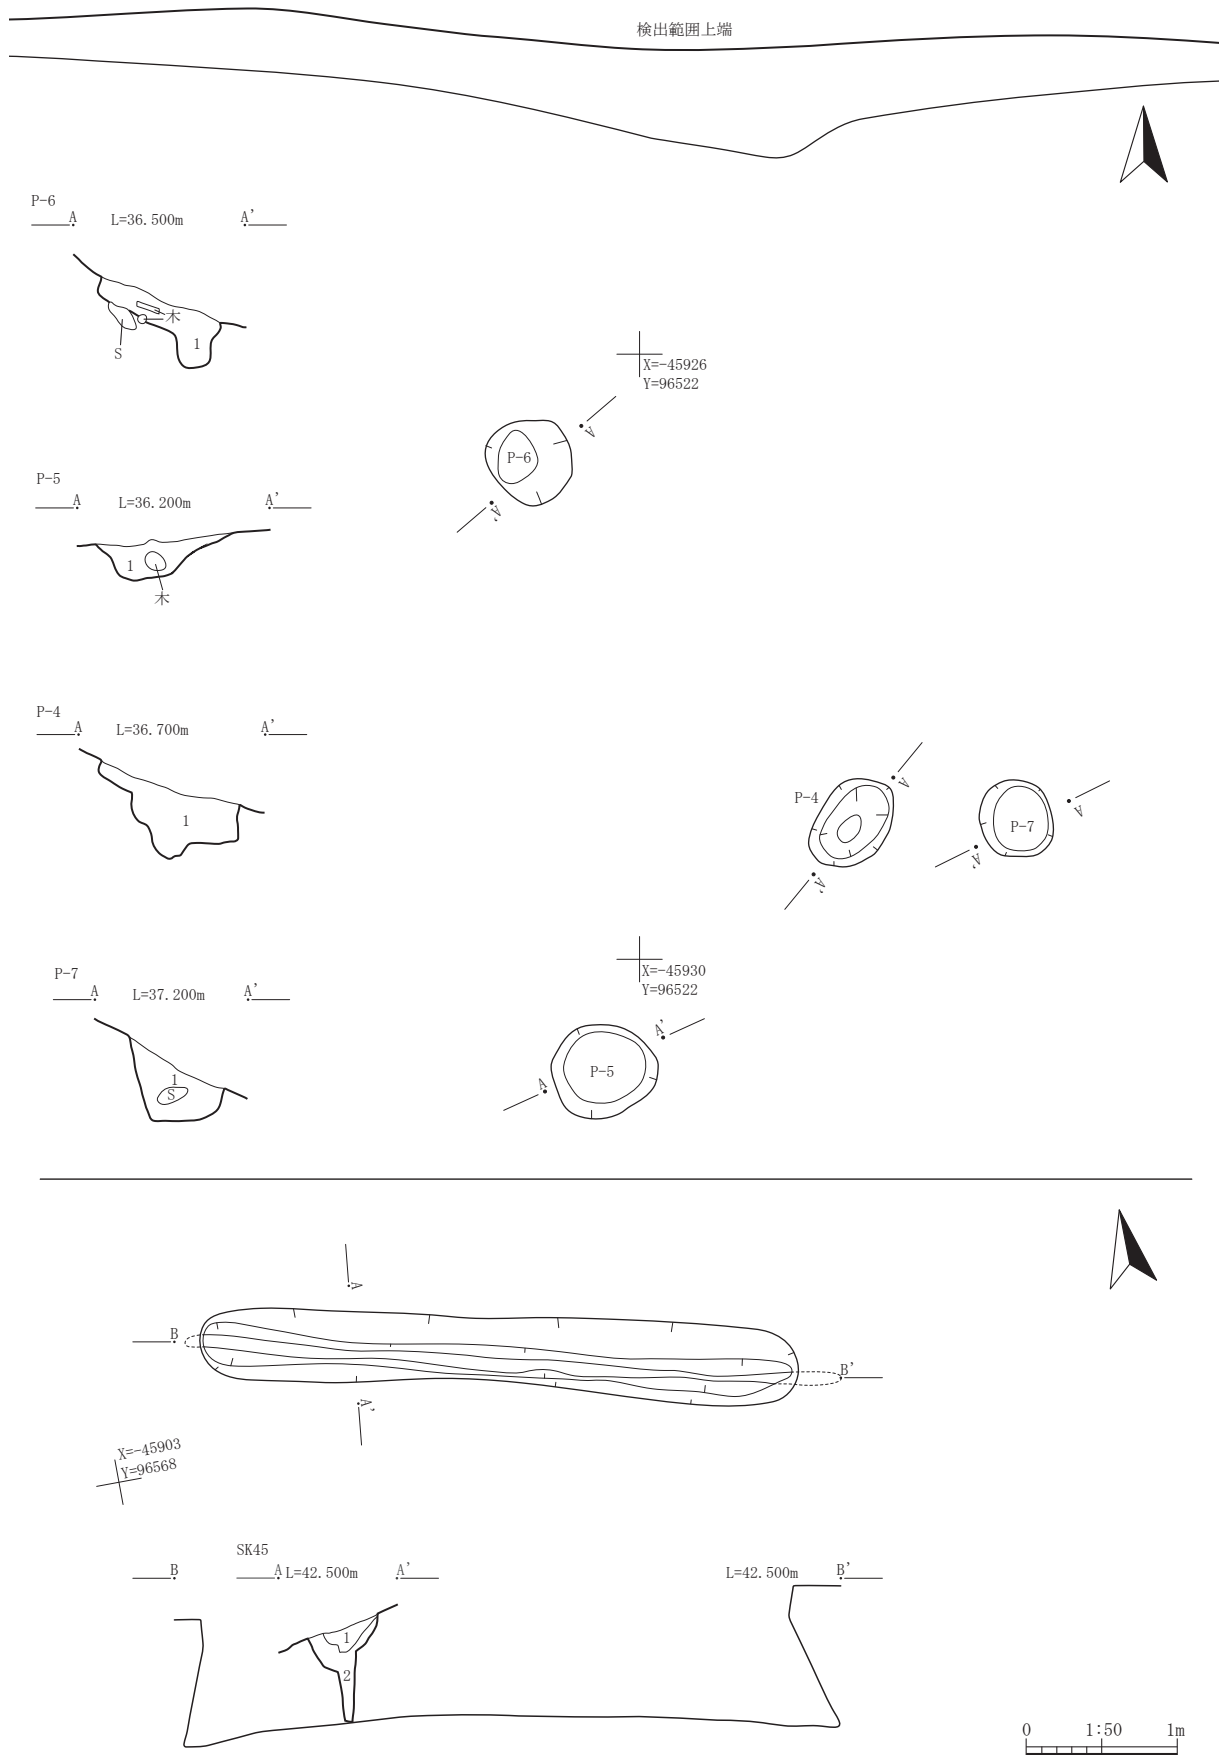 検出範囲上端
P-6
A L=36.500m A'
木
1
S
X=-45926
Y=96522
A
P-6
A'
P-5
A L=36.200m A'
1
木
P-4
A L=36.700m A'
1
A
P-4
A'
A
P-7
A'
X=-45930
Y=96522
P-7
A L=37.200m A'
1
S
A'
P-5
A
A
B
B'
A'
X=-45903
Y=96568
SK45
B A L=42.500m A' L=42.500m B'
1
2
0 1:50 1m